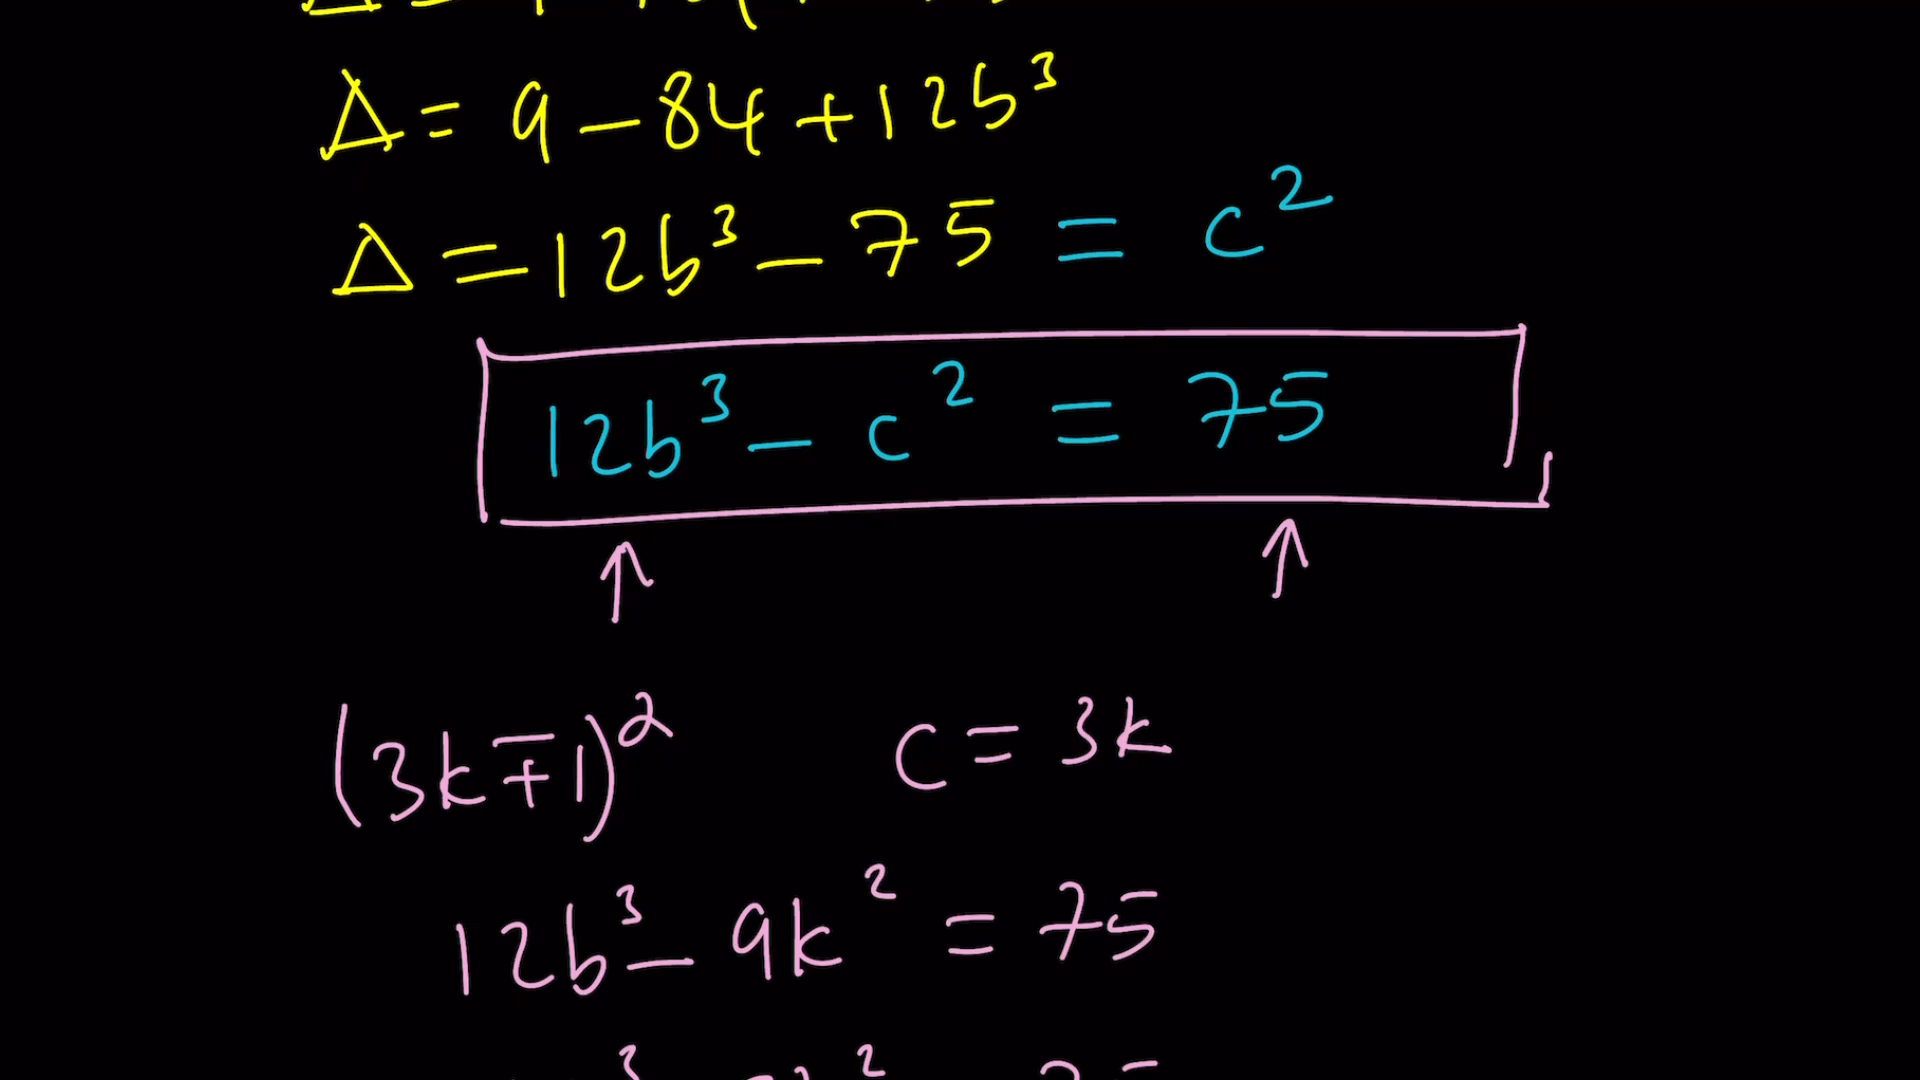 Δ = 9 - 84 + 12b³
Δ = 12b³ - 75 = c²
12b³ - c² = 75
(3k∓1)² c = 3k
12b³ - 9k² = 75